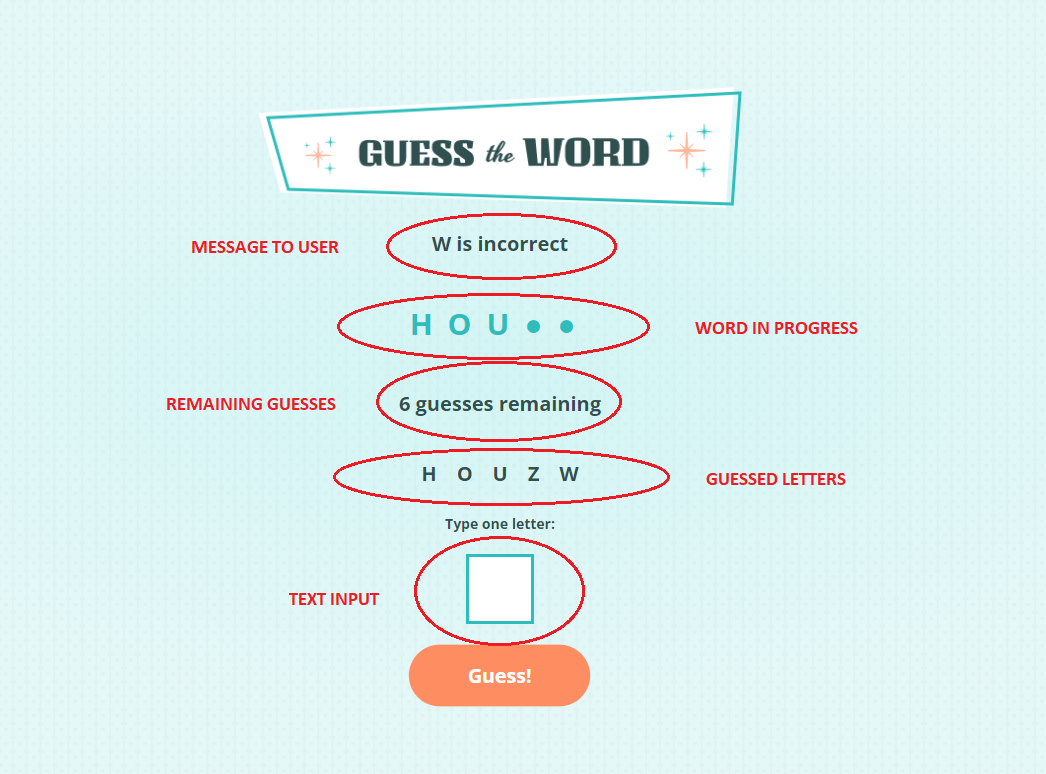 GUESS the WORD
MESSAGE TO USER
W is incorrect
H O U ● ●
WORD IN PROGRESS
REMAINING GUESSES
6 guesses remaining
H O U Z W
GUESSED LETTERS
Type one letter:
TEXT INPUT
Guess!